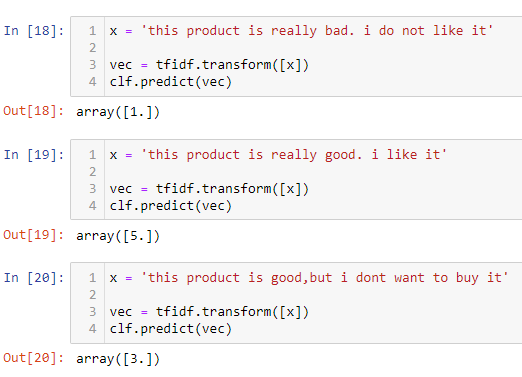 In [18]: 1 x = 'this product is really bad. i do not like it'
2
3 vec = tfidf.transform([x])
4 clf.predict(vec)
Out[18]: array([1.])
In [19]: 1 x = 'this product is really good. i like it'
2
3 vec = tfidf.transform([x])
4 clf.predict(vec)
Out[19]: array([5.])
In [20]: 1 x = 'this product is good,but i dont want to buy it'
2
3 vec = tfidf.transform([x])
4 clf.predict(vec)
Out[20]: array([3.])